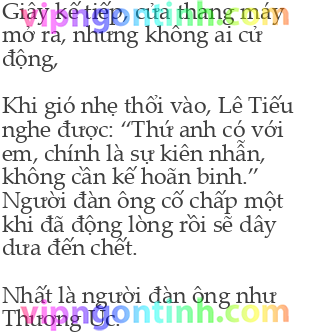 vipngontinh.com
Giây kế tiếp, cửa thang máy
mở ra, nhưng không ai cử
động,
Khi gió nhẹ thổi vào, Lê Tiếu
nghe được: “Thứ anh có với
em, chính là sự kiên nhẫn,
không cần kế hoãn binh.”
Người đàn ông cố chấp một
khi đã động lòng rồi sẽ dây
dưa đến chết.
Nhất là người đàn ông như
vipngontinh.com
Thương Úc.